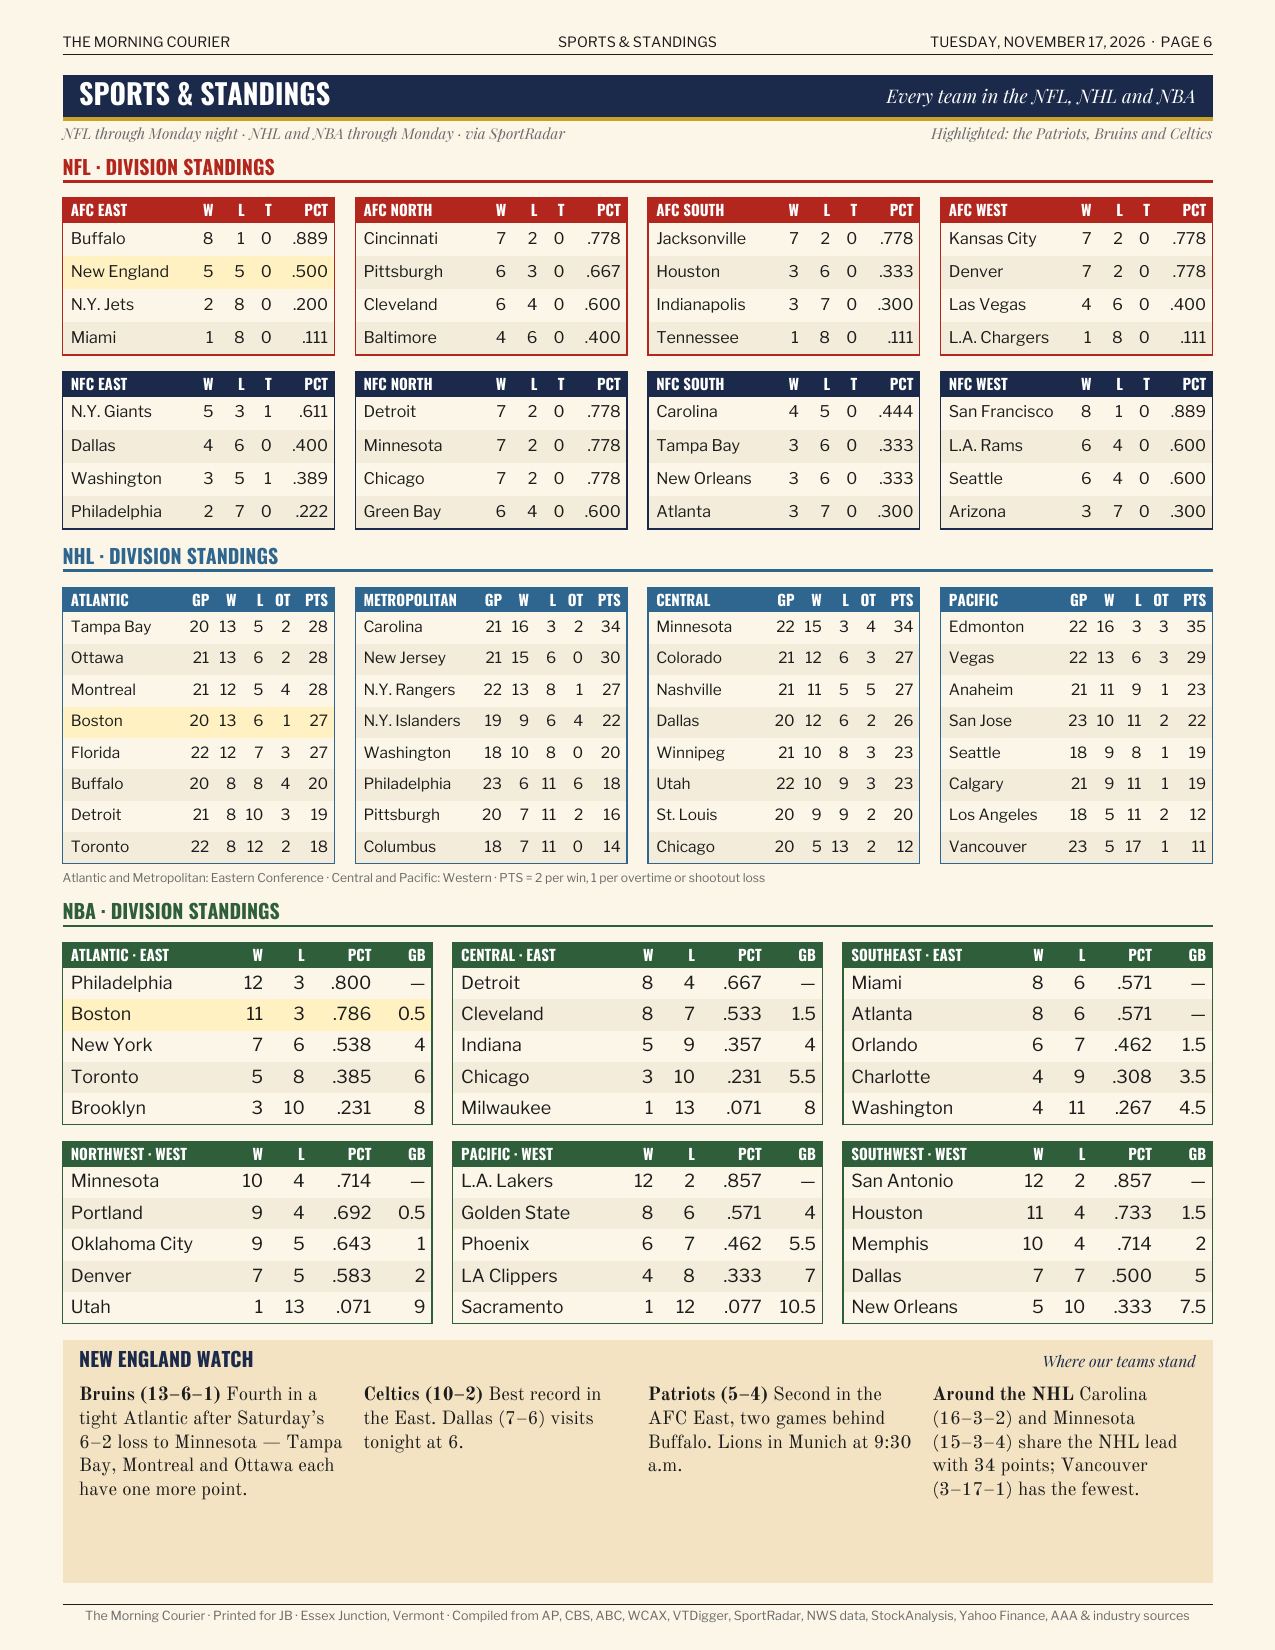 THE MORNING COURIER SPORTS & STANDINGS TUESDAY, NOVEMBER 17, 2026 · PAGE 6
SPORTS & STANDINGS Every team in the NFL, NHL and NBA
NFL through Monday night · NHL and NBA through Monday · via SportRadar Highlighted: the Patriots, Bruins and Celtics
NFL · DIVISION STANDINGS
AFC EAST W L T PCT
Buffalo 8 1 0 .889
New England 5 5 0 .500
N.Y. Jets 2 8 0 .200
Miami 1 8 0 .111
AFC NORTH W L T PCT
Cincinnati 7 2 0 .778
Pittsburgh 6 3 0 .667
Cleveland 6 4 0 .600
Baltimore 4 6 0 .400
AFC SOUTH W L T PCT
Jacksonville 7 2 0 .778
Houston 3 6 0 .333
Indianapolis 3 7 0 .300
Tennessee 1 8 0 .111
AFC WEST W L T PCT
Kansas City 7 2 0 .778
Denver 7 2 0 .778
Las Vegas 4 6 0 .400
L.A. Chargers 1 8 0 .111
NFC EAST W L T PCT
N.Y. Giants 5 3 1 .611
Dallas 4 6 0 .400
Washington 3 5 1 .389
Philadelphia 2 7 0 .222
NFC NORTH W L T PCT
Detroit 7 2 0 .778
Minnesota 7 2 0 .778
Chicago 7 2 0 .778
Green Bay 6 4 0 .600
NFC SOUTH W L T PCT
Carolina 4 5 0 .444
Tampa Bay 3 6 0 .333
New Orleans 3 6 0 .333
Atlanta 3 7 0 .300
NFC WEST W L T PCT
San Francisco 8 1 0 .889
L.A. Rams 6 4 0 .600
Seattle 6 4 0 .600
Arizona 3 7 0 .300
NHL · DIVISION STANDINGS
ATLANTIC GP W L OT PTS
Tampa Bay 20 13 5 2 28
Ottawa 21 13 6 2 28
Montreal 21 12 5 4 28
Boston 20 13 6 1 27
Florida 22 12 7 3 27
Buffalo 20 8 8 4 20
Detroit 21 8 10 3 19
Toronto 22 8 12 2 18
METROPOLITAN GP W L OT PTS
Carolina 21 16 3 2 34
New Jersey 21 15 6 0 30
N.Y. Rangers 22 13 8 1 27
N.Y. Islanders 19 9 6 4 22
Washington 18 10 8 0 20
Philadelphia 23 6 11 6 18
Pittsburgh 20 7 11 2 16
Columbus 18 7 11 0 14
CENTRAL GP W L OT PTS
Minnesota 22 15 3 4 34
Colorado 21 12 6 3 27
Nashville 21 11 5 5 27
Dallas 20 12 6 2 26
Winnipeg 21 10 8 3 23
Utah 22 10 9 3 23
St. Louis 20 9 9 2 20
Chicago 20 5 13 2 12
PACIFIC GP W L OT PTS
Edmonton 22 16 3 3 35
Vegas 22 13 6 3 29
Anaheim 21 11 9 1 23
San Jose 23 10 11 2 22
Seattle 18 9 8 1 19
Calgary 21 9 11 1 19
Los Angeles 18 5 11 2 12
Vancouver 23 5 17 1 11
Atlantic and Metropolitan: Eastern Conference · Central and Pacific: Western · PTS = 2 per win, 1 per overtime or shootout loss
NBA · DIVISION STANDINGS
ATLANTIC · EAST W L PCT GB
Philadelphia 12 3 .800 —
Boston 11 3 .786 0.5
New York 7 6 .538 4
Toronto 5 8 .385 6
Brooklyn 3 10 .231 8
CENTRAL · EAST W L PCT GB
Detroit 8 4 .667 —
Cleveland 8 7 .533 1.5
Indiana 5 9 .357 4
Chicago 3 10 .231 5.5
Milwaukee 1 13 .071 8
SOUTHEAST · EAST W L PCT GB
Miami 8 6 .571 —
Atlanta 8 6 .571 —
Orlando 6 7 .462 1.5
Charlotte 4 9 .308 3.5
Washington 4 11 .267 4.5
NORTHWEST · WEST W L PCT GB
Minnesota 10 4 .714 —
Portland 9 4 .692 0.5
Oklahoma City 9 5 .643 1
Denver 7 5 .583 2
Utah 1 13 .071 9
PACIFIC · WEST W L PCT GB
L.A. Lakers 12 2 .857 —
Golden State 8 6 .571 4
Phoenix 6 7 .462 5.5
LA Clippers 4 8 .333 7
Sacramento 1 12 .077 10.5
SOUTHWEST · WEST W L PCT GB
San Antonio 12 2 .857 —
Houston 11 4 .733 1.5
Memphis 10 4 .714 2
Dallas 7 7 .500 5
New Orleans 5 10 .333 7.5
NEW ENGLAND WATCH Where our teams stand
Bruins (13–6–1) Fourth in a
tight Atlantic after Saturday's
6–2 loss to Minnesota — Tampa
Bay, Montreal and Ottawa each
have one more point.
Celtics (10–2) Best record in
the East. Dallas (7–6) visits
tonight at 6.
Patriots (5–4) Second in the
AFC East, two games behind
Buffalo. Lions in Munich at 9:30
a.m.
Around the NHL Carolina
(16–3–2) and Minnesota
(15–3–4) share the NHL lead
with 34 points; Vancouver
(3–17–1) has the fewest.
The Morning Courier · Printed for JB · Essex Junction, Vermont · Compiled from AP, CBS, ABC, WCAX, VTDigger, SportRadar, NWS data, StockAnalysis, Yahoo Finance, AAA & industry sources